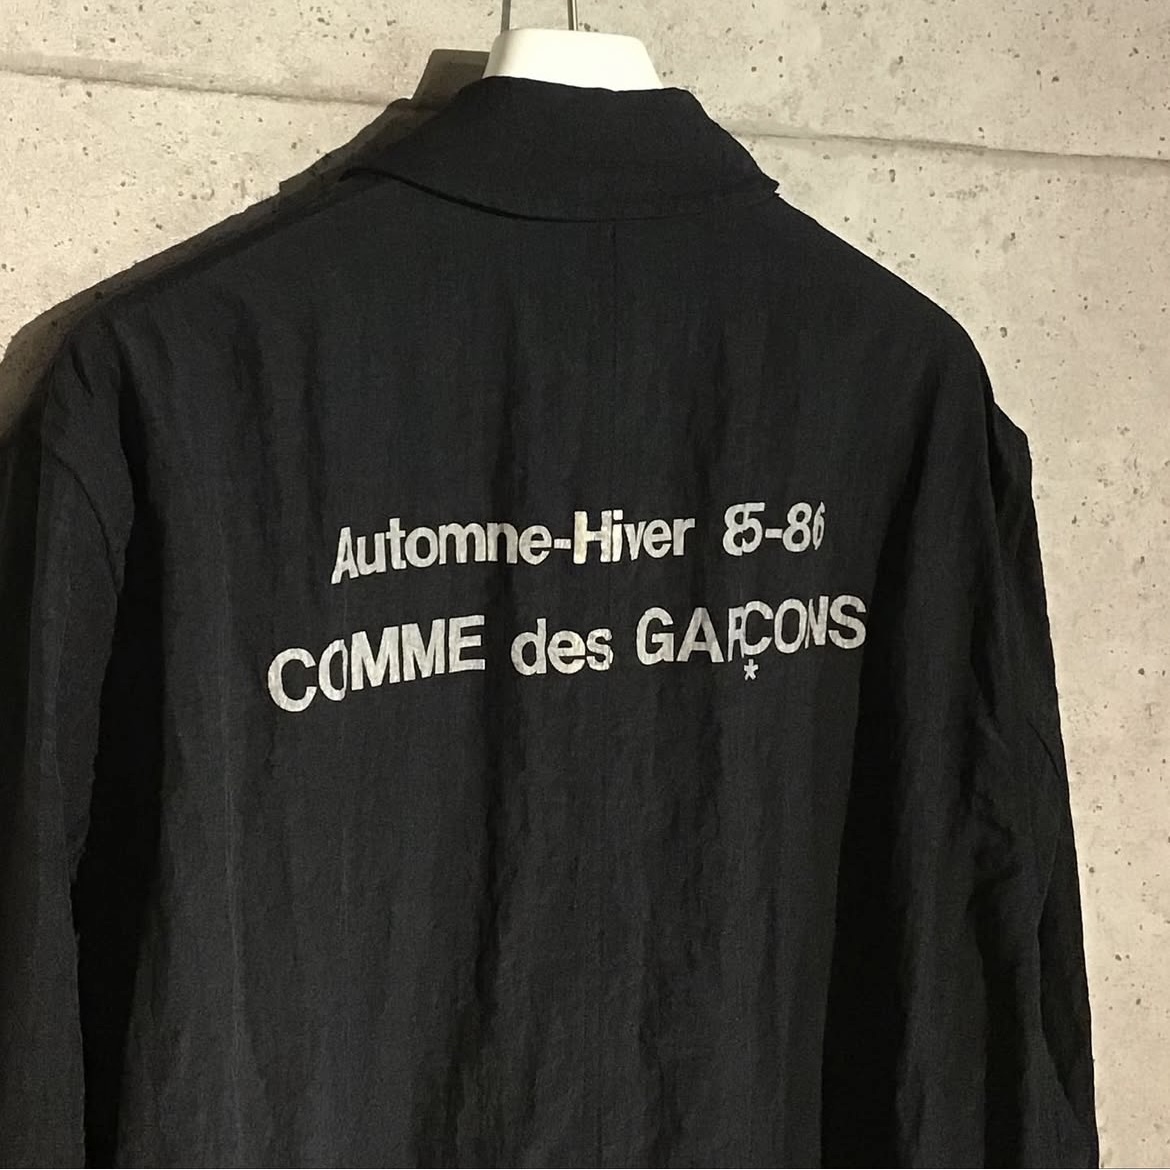 Automne-Hiver 85-86
COMME des GARÇONS